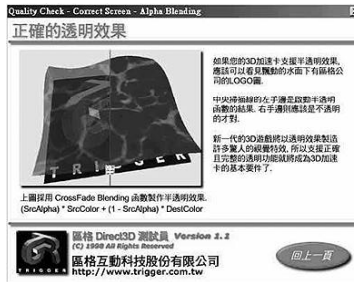 Quality Check - Correct Screen - Alpha Blending
正確的透明效果
如果您的3D加速卡支援半透明效果,
應該可以看見飄動的水面下有區格公
司的LOGO圖.
中央掃描線的左手邊是啟動半透明
函數的結果. 右手邊則應該是不透明
的才對.
新一代的3D遊戲將以透明效果製造
許多驚人的視覺特效, 所以支援正確
且完整的透明功能就將成為3D加速
卡的基本要件了.
TRIGGER
上圖採用 CrossFade Blending 函數製作半透明效果.
(SrcAlpha) * SrcColor + (1 - SrcAlpha) * DestColor
區格 Direct3D 測試員 Version 1.1
(C) 1998 All Rights Reserved
區格互動科技股份有限公司
http://www.trigger.com.tw
TRIGGER
回上一頁